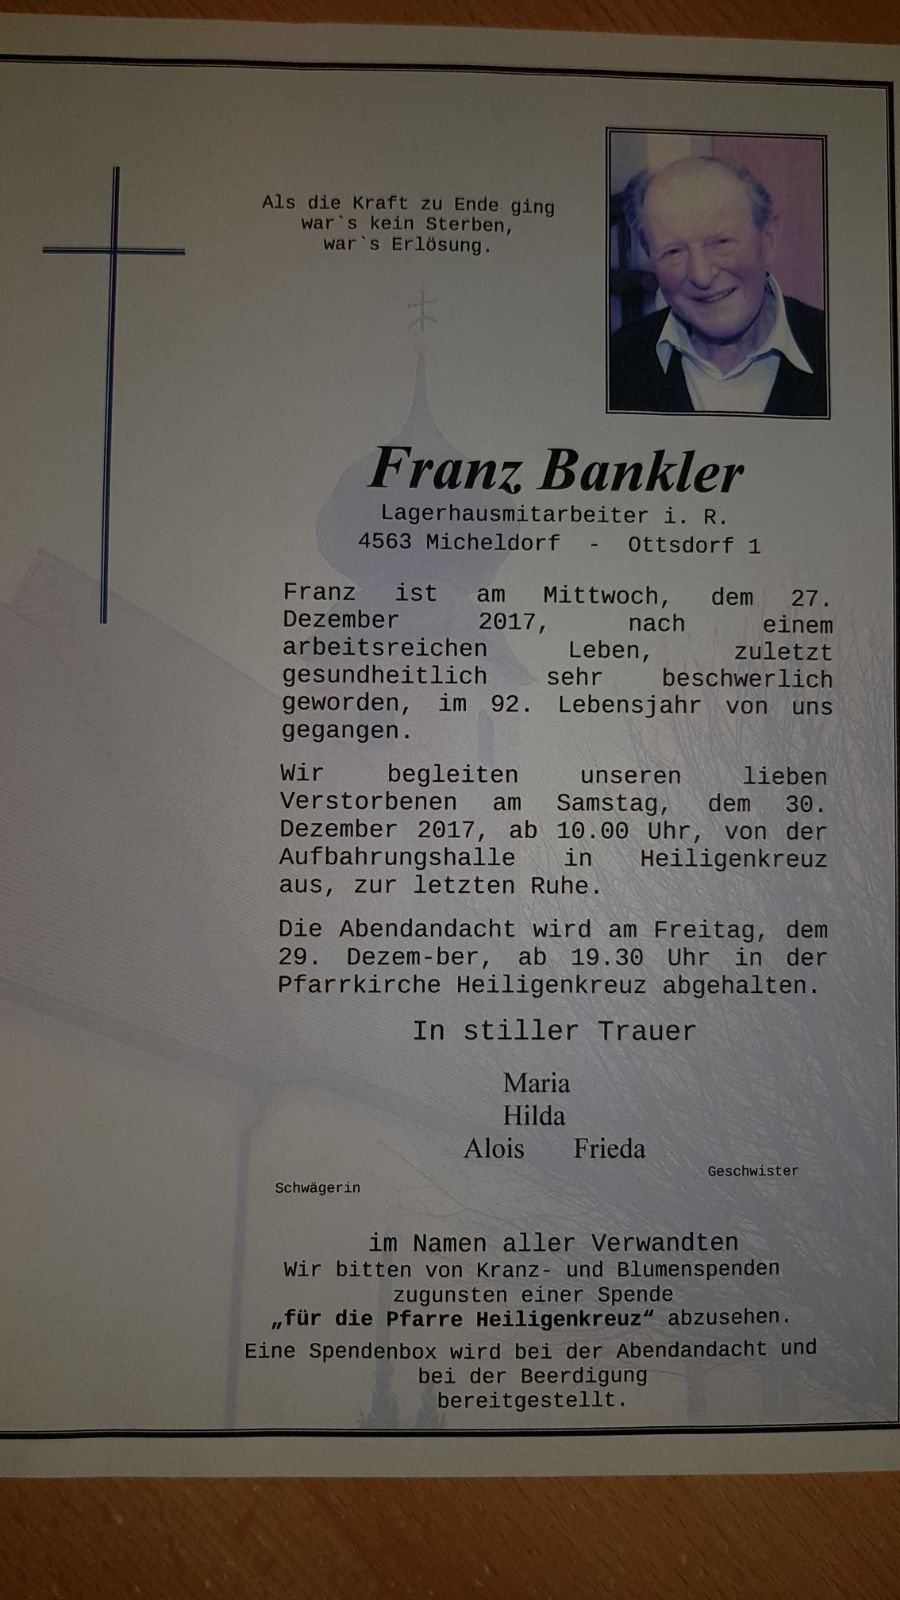 Als die Kraft zu Ende ging
war`s kein Sterben,
war`s Erlösung.
Franz Bankler
Lagerhausmitarbeiter i. R.
4563 Micheldorf - Ottsdorf 1
Franz ist am Mittwoch, dem 27.
Dezember 2017, nach einem
arbeitsreichen Leben, zuletzt
gesundheitlich sehr beschwerlich
geworden, im 92. Lebensjahr von uns
gegangen.
Wir begleiten unseren lieben
Verstorbenen am Samstag, dem 30.
Dezember 2017, ab 10.00 Uhr, von der
Aufbahrungshalle in Heiligenkreuz
aus, zur letzten Ruhe.
Die Abendandacht wird am Freitag, dem
29. Dezem-ber, ab 19.30 Uhr in der
Pfarrkirche Heiligenkreuz abgehalten.
In stiller Trauer
Maria
Hilda
Alois Frieda
Geschwister
Schwägerin
im Namen aller Verwandten
Wir bitten von Kranz- und Blumenspenden
zugunsten einer Spende
„für die Pfarre Heiligenkreuz“ abzusehen.
Eine Spendenbox wird bei der Abendandacht und
bei der Beerdigung
bereitgestellt.